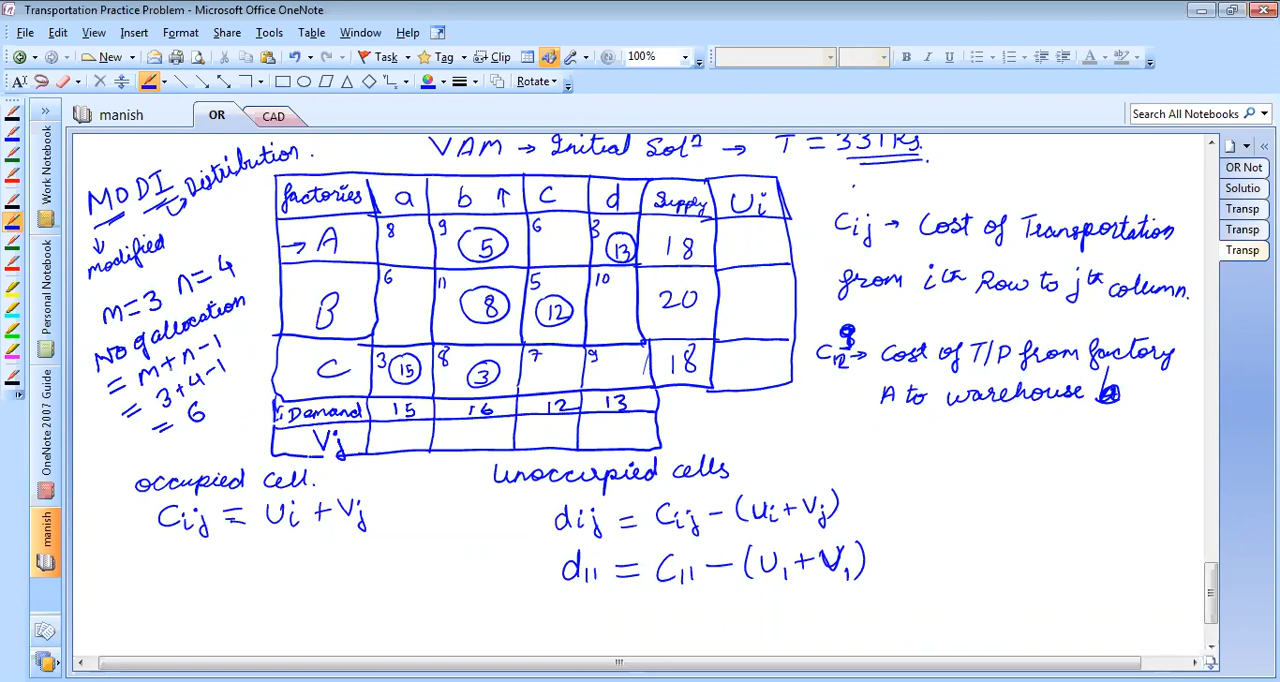 Transportation Practice Problem - Microsoft Office OneNote
File Edit View Insert Format Share Tools Table Window Help
New Task Tag Clip 100% B I U
Rotate
manish OR CAD Search All Notebooks
Work Notebook
Personal Notebook
OneNote 2007 Guide
manish
OR Not
Solutio
Transp
Transp
Transp
VAM → Initial Solⁿ → T = 331 Rs.
MODI → Distribution.
modified
m=3 n=4
No of allocation
= m+n-1
= 3+4-1
= 6
factories a b ↑ c d Supply Ui
→ A 8 9 5 6 3 13 18
B 6 11 8 5 12 10 20
C 3 15 8 3 7 9 18
Demand 15 16 12 13
Vj
Cij → Cost of Transportation
from ith Row to jth column.
C12 → 9 Cost of T/P from factory
A to warehouse b
occupied cell.
Cij = Ui + Vj
Unoccupied cells
dij = Cij - (Ui + Vj)
d11 = C11 - (U1 + V1)